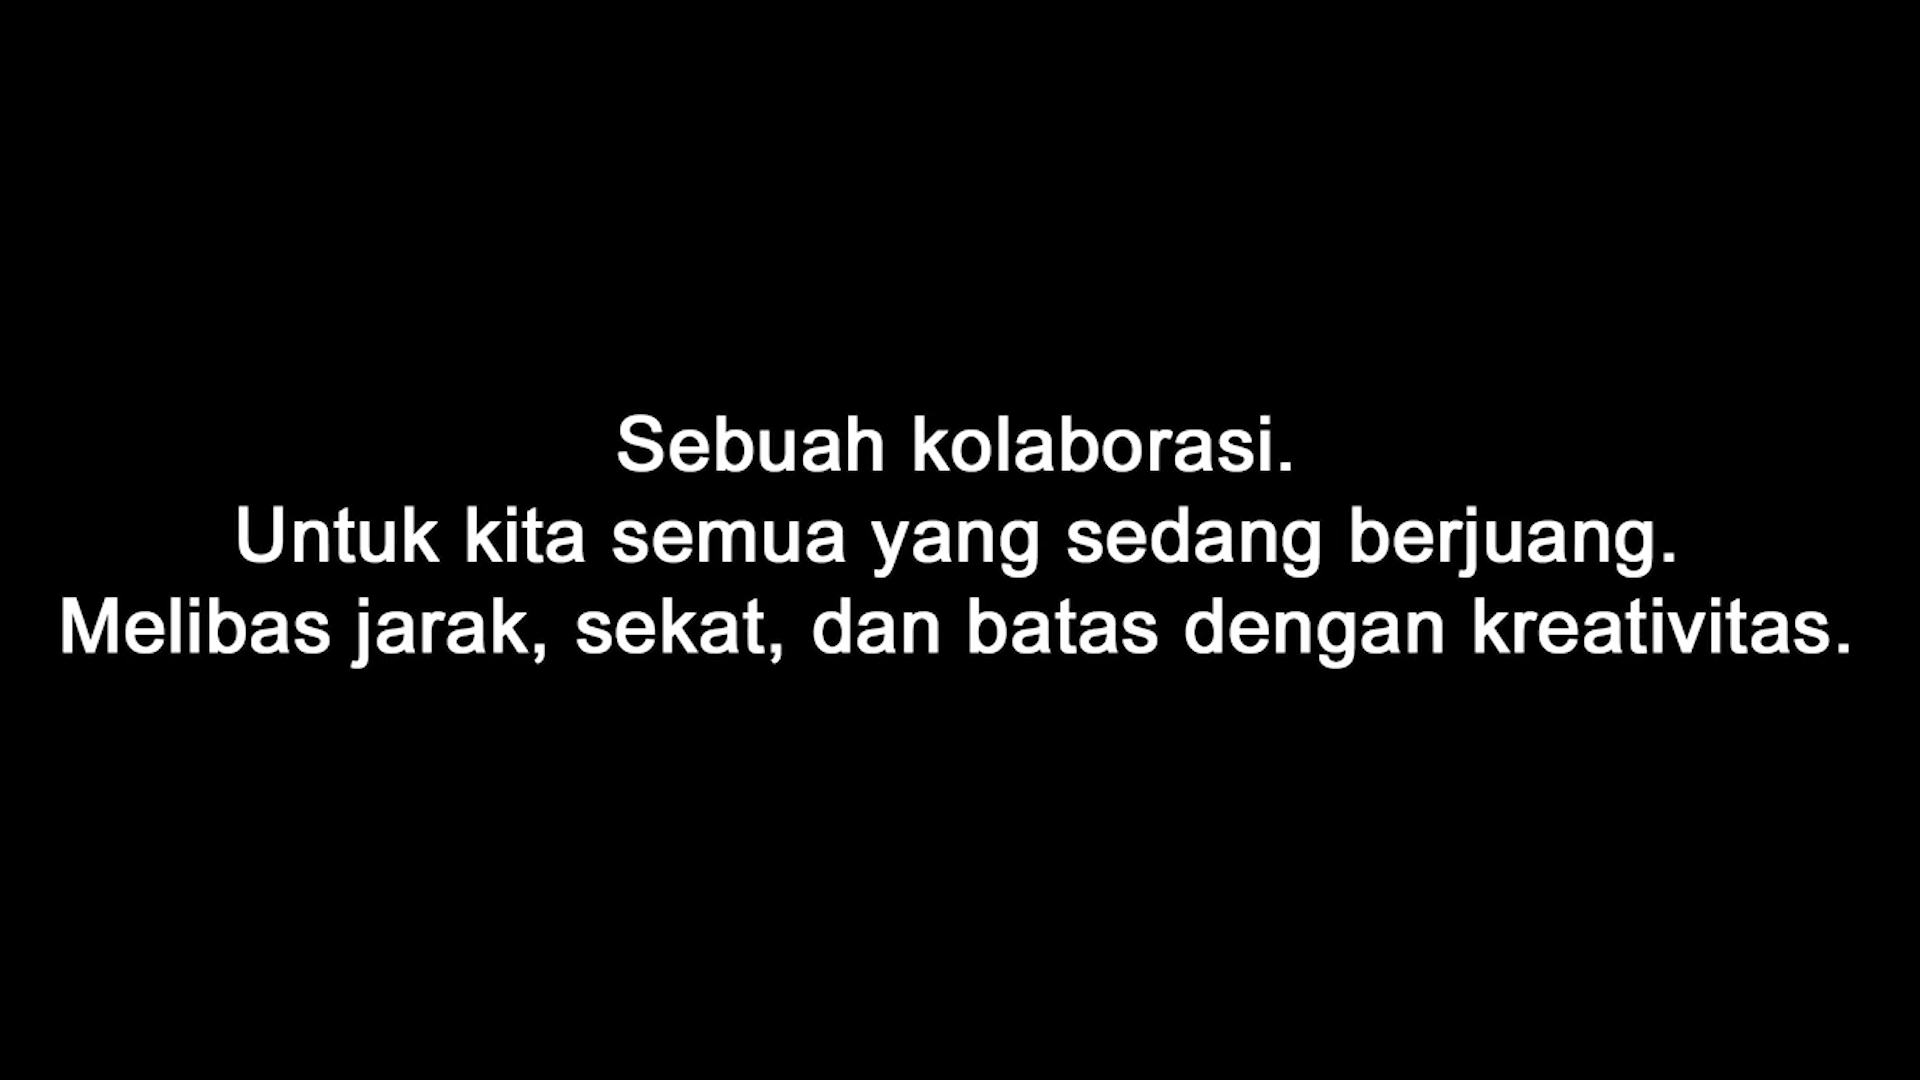 Sebuah kolaborasi.
Untuk kita semua yang sedang berjuang.
Melibas jarak, sekat, dan batas dengan kreativitas.